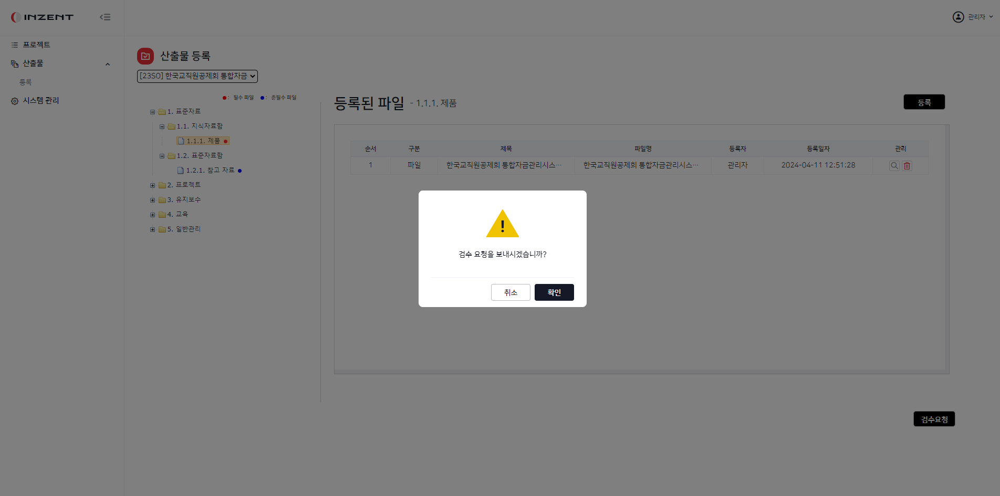 INZENT
관리자
프로젝트
산출물
등록
시스템 관리
산출물 등록
[23S0] 한국교직원공제회 통합자금
: 필수 파일 : 준필수 파일
1. 표준자료
1.1. 지식자료함
1.1.1. 제품
1.2. 표준자료함
1.2.1. 참고 자료
2. 프로젝트
3. 유지보수
4. 교육
5. 일반관리
등록된 파일 - 1.1.1. 제품
등록
순서 구분 제목 파일명 등록자 등록일자 관리
1 파일 한국교직원공제회 통합자금관리시스… 한국교직원공제회 통합자금관리시스… 관리자 2024-04-11 12:51:28
!
검수 요청을 보내시겠습니까?
취소 확인
검수요청